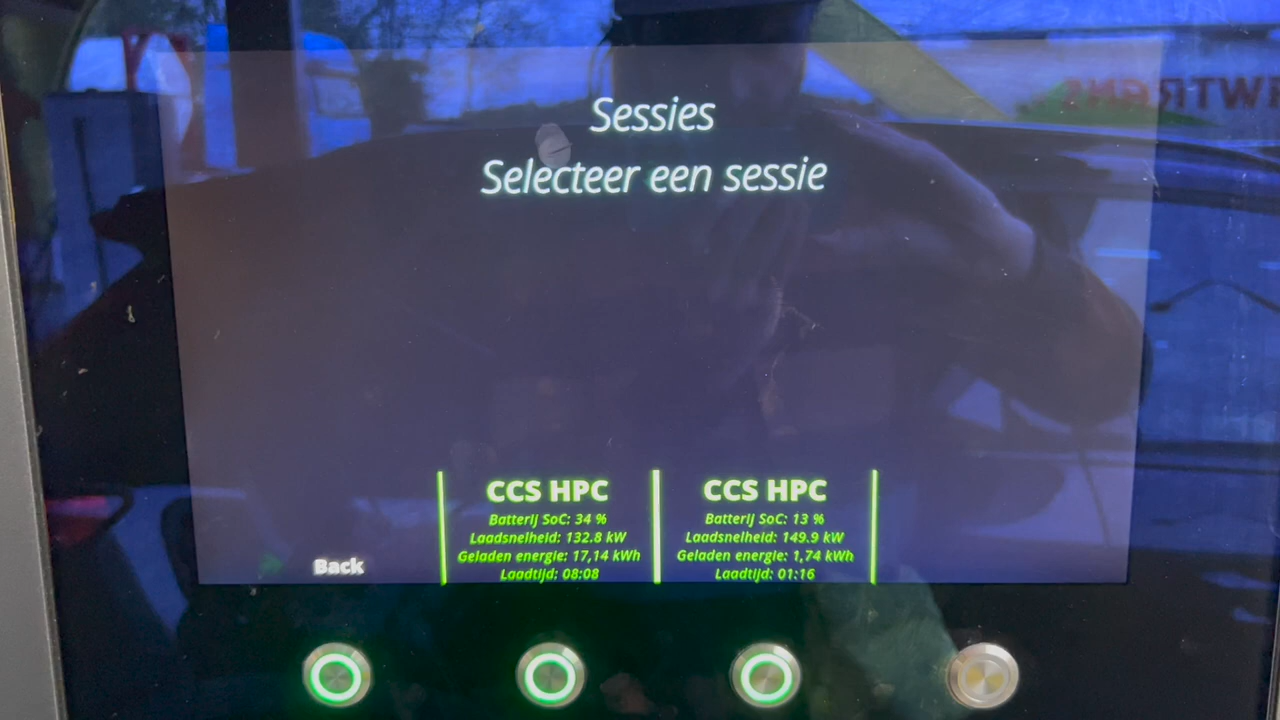 Sessies
Selecteer een sessie
CCS HPC
Batterij SoC: 34 %
Laadsnelheid: 132.8 kW
Geladen energie: 17,14 kWh
Laadtijd: 08:08
CCS HPC
Batterij SoC: 13 %
Laadsnelheid: 149.9 kW
Geladen energie: 1,74 kWh
Laadtijd: 01:16
Back